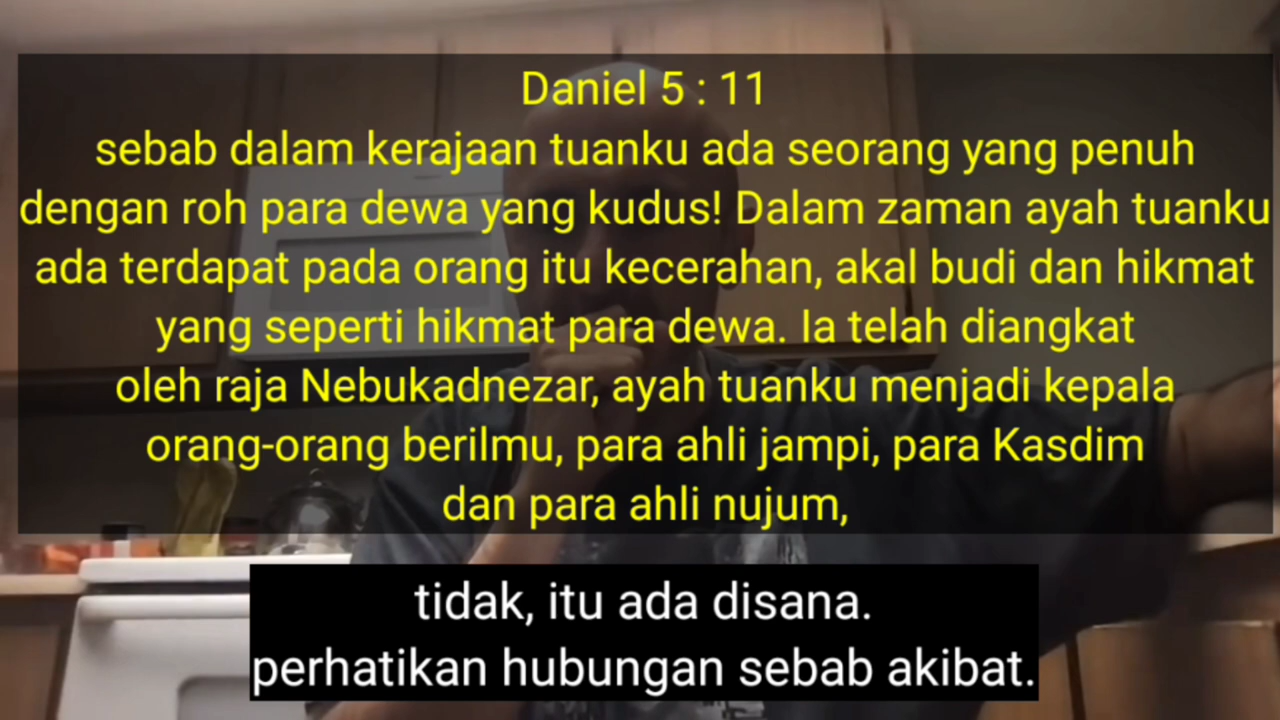 Daniel 5 : 11
sebab dalam kerajaan tuanku ada seorang yang penuh
dengan roh para dewa yang kudus! Dalam zaman ayah tuanku
ada terdapat pada orang itu kecerahan, akal budi dan hikmat
yang seperti hikmat para dewa. Ia telah diangkat
oleh raja Nebukadnezar, ayah tuanku menjadi kepala
orang-orang berilmu, para ahli jampi, para Kasdim
dan para ahli nujum,
tidak, itu ada disana.
perhatikan hubungan sebab akibat.